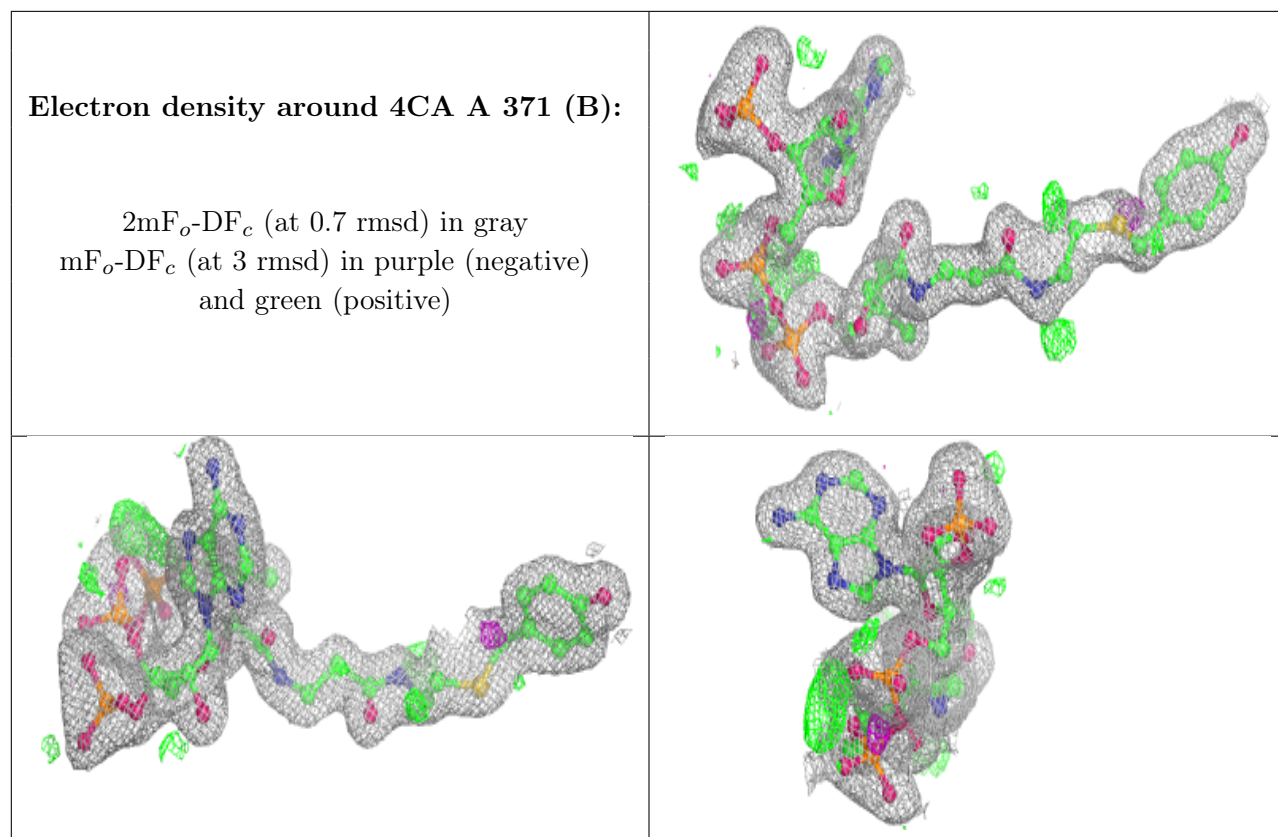 Electron density around 4CA A 371 (B):
2mFₒ-DF𝒸 (at 0.7 rmsd) in gray
mFₒ-DF𝒸 (at 3 rmsd) in purple (negative)
and green (positive)